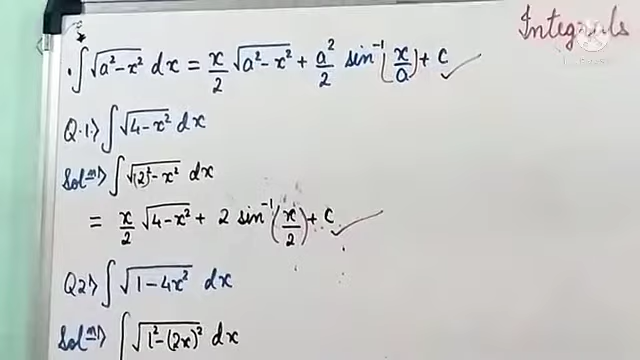 Integrals
∫√(a²-x²) dx = x/2 √(a²-x²) + a²/2 sin⁻¹(x/a) + c
Q.1⟩ ∫√(4-x²) dx
Solⁿ⟩ ∫√((2)²-x²) dx
= x/2 √(4-x²) + 2 sin⁻¹(x/2) + c
Q2⟩ ∫√(1-4x²) dx
Solⁿ⟩ ∫√(1²-(2x)²) dx